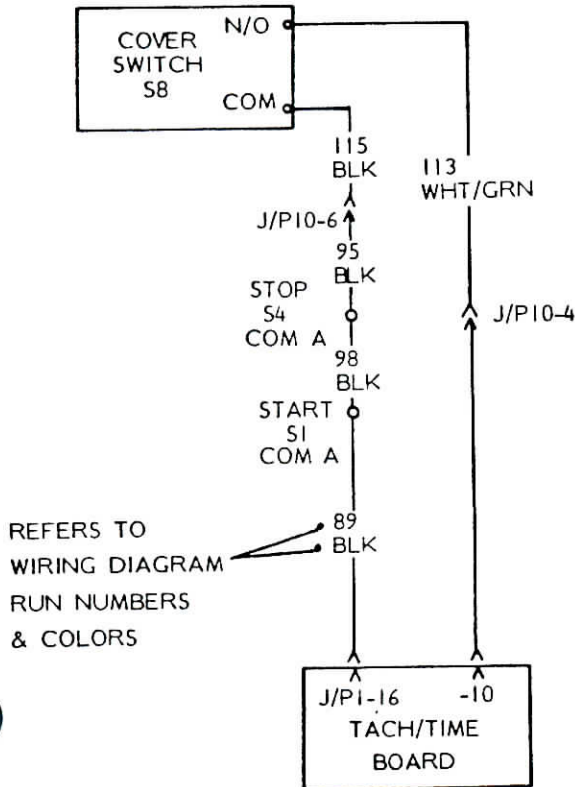 COVER
SWITCH
S8
N/O
COM
115
BLK
113
WHT/GRN
J/P10-6
95
BLK
J/P10-4
STOP
S4
COM A
98
BLK
START
S1
COM A
89
BLK
REFERS TO
WIRING DIAGRAM
RUN NUMBERS
& COLORS
J/P1-16
-10
TACH/TIME
BOARD